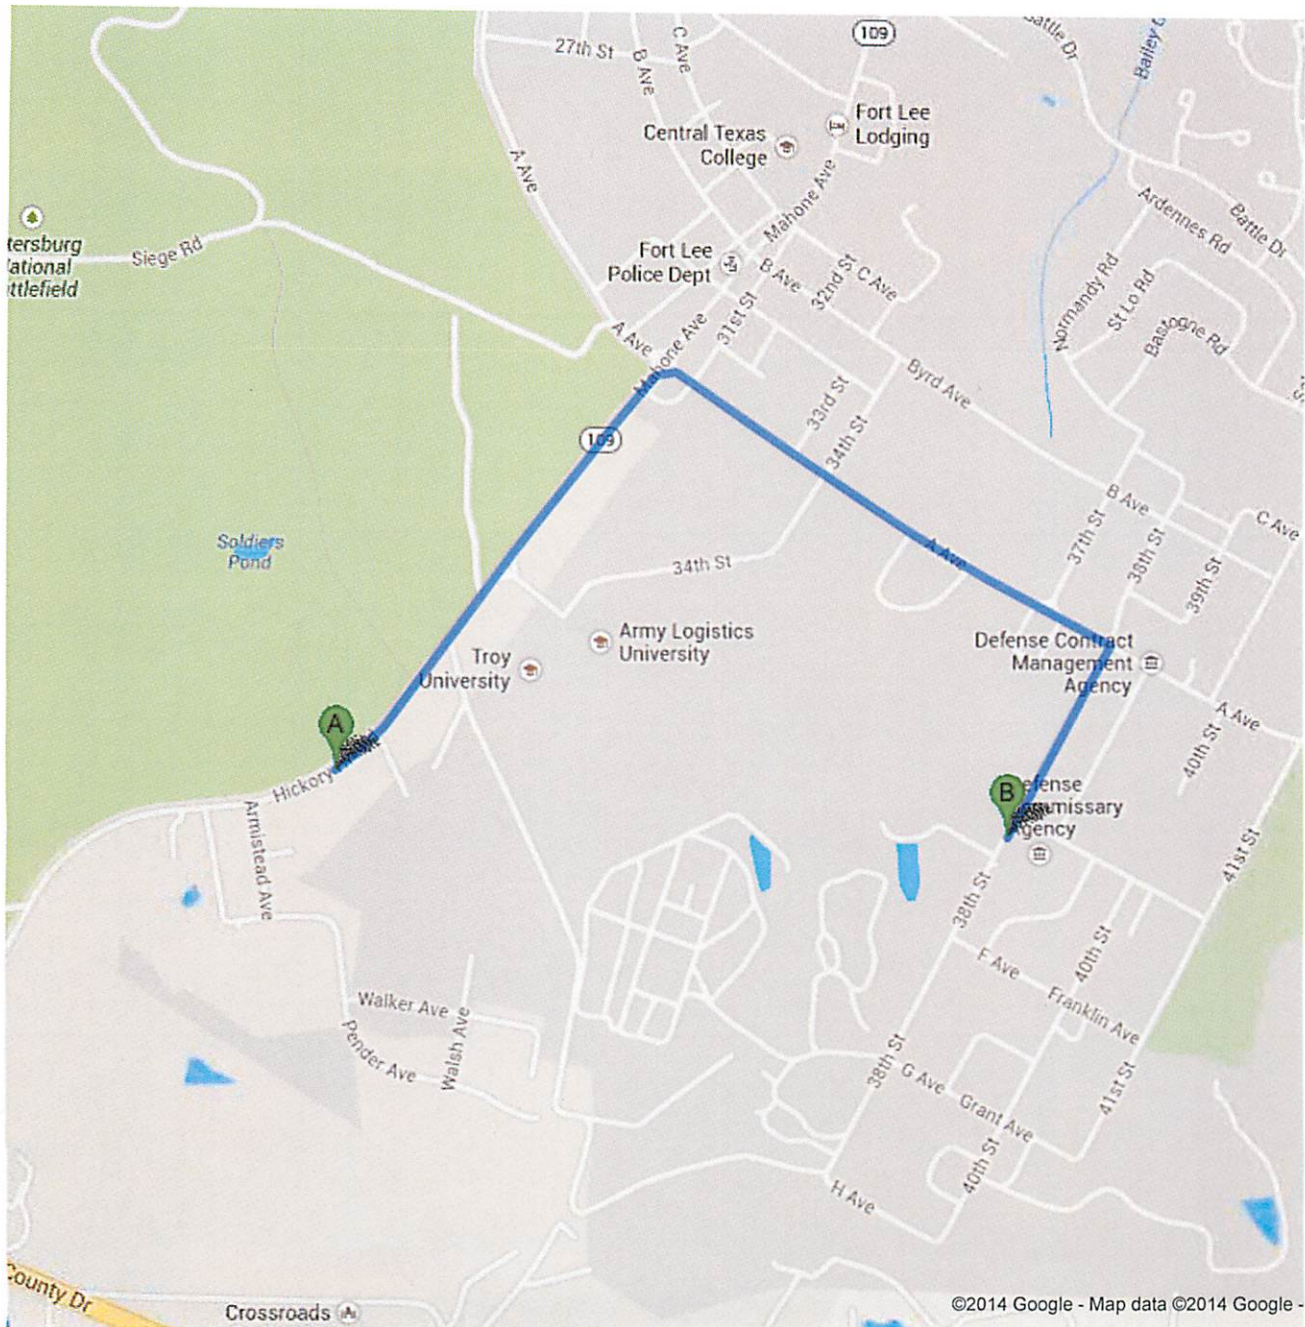 109
27th St
C Ave
B Ave
Battle Dr
Central Texas
College
Fort Lee
Lodging
A Ave
Mahone Ave
Ardennes Rd
Battle Dr
tersburg
National
ttlefield
Siege Rd
Fort Lee
Police Dept
B Ave
32nd St
C Ave
31st St
Normandy Rd
St Lo Rd
Bastogne Rd
A Ave
Mahone Ave
Byrd Ave
33rd St
34th St
109
B Ave
C Ave
37th St
38th St
39th St
Soldiers
Pond
34th St
A Ave
Army Logistics
University
Troy
University
Defense Contract
Management
Agency
A Ave
40th St
A
Hickory
B
efense
mmissary
gency
Armistead Ave
41st St
38th St
F Ave
40th St
Franklin Ave
Walker Ave
Walsh Ave
Pender Ave
38th St
G Ave
Grant Ave
41st St
40th St
H Ave
County Dr
Crossroads
©2014 Google - Map data ©2014 Google -